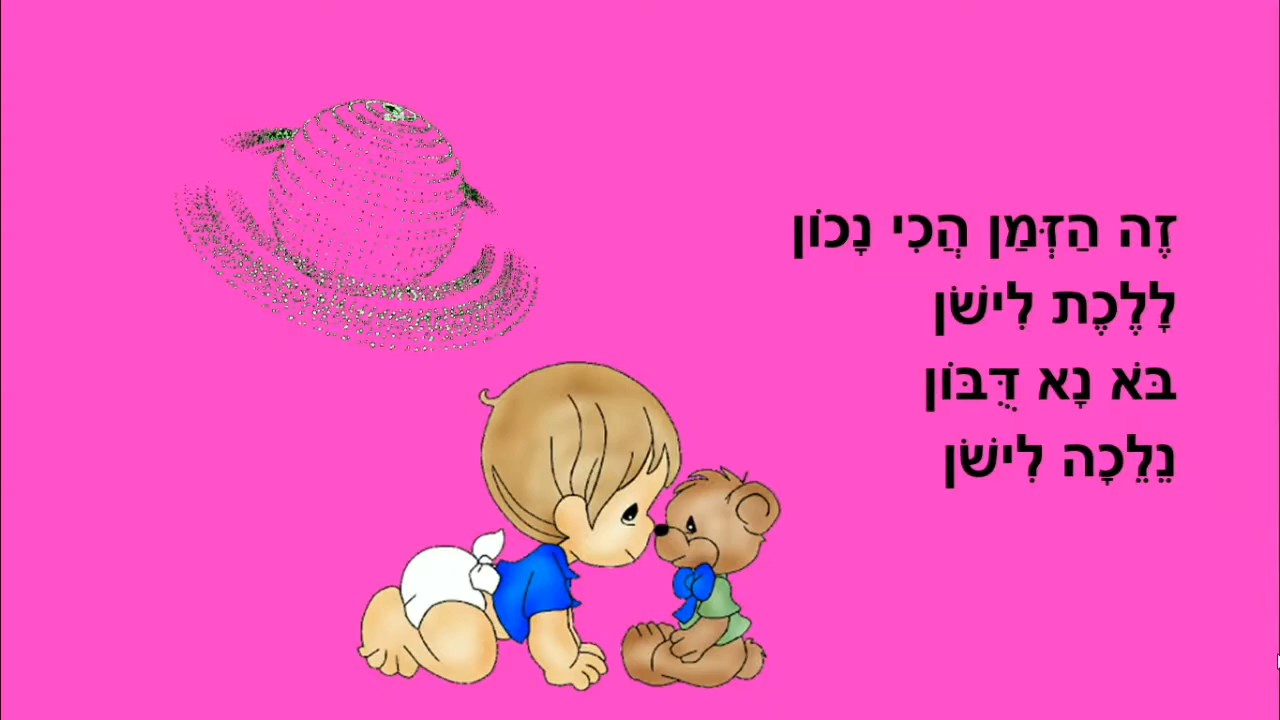 זֶה הַזְּמַן הֲכִי נָכוֹן
לָלֶכֶת לִישֹׁן
בֹּא נָא דֻּבּוֹן
נֵלֵכָה לִישֹׁן